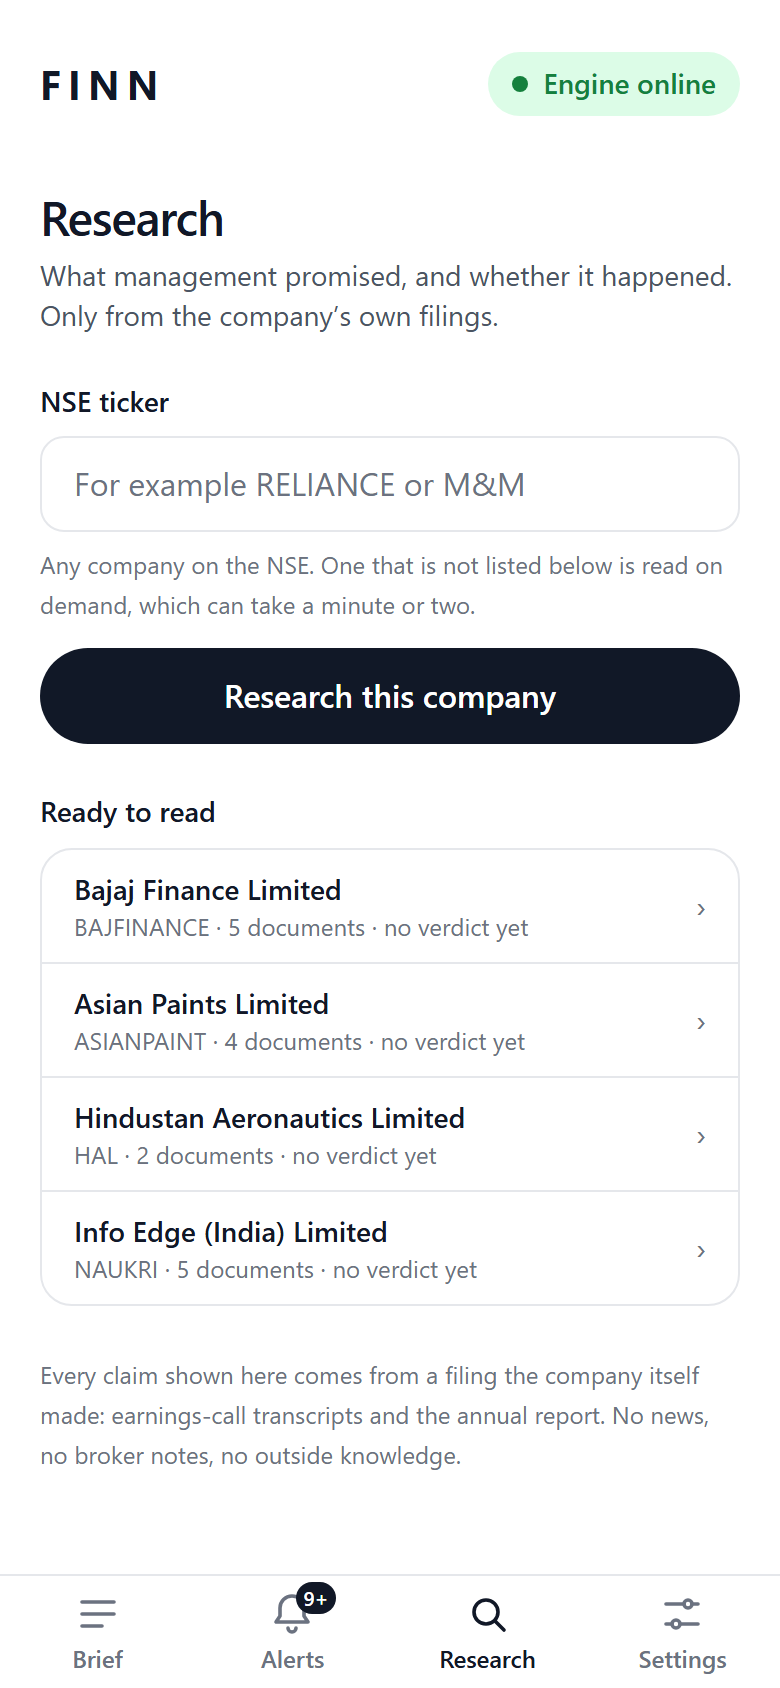 FINN
Engine online
Research
What management promised, and whether it happened.
Only from the company’s own filings.
NSE ticker
For example RELIANCE or M&M
Any company on the NSE. One that is not listed below is read on
demand, which can take a minute or two.
Research this company
Ready to read
Bajaj Finance Limited
BAJFINANCE · 5 documents · no verdict yet
›
Asian Paints Limited
ASIANPAINT · 4 documents · no verdict yet
›
Hindustan Aeronautics Limited
HAL · 2 documents · no verdict yet
›
Info Edge (India) Limited
NAUKRI · 5 documents · no verdict yet
›
Every claim shown here comes from a filing the company itself
made: earnings-call transcripts and the annual report. No news,
no broker notes, no outside knowledge.
9+
Brief
Alerts
Research
Settings